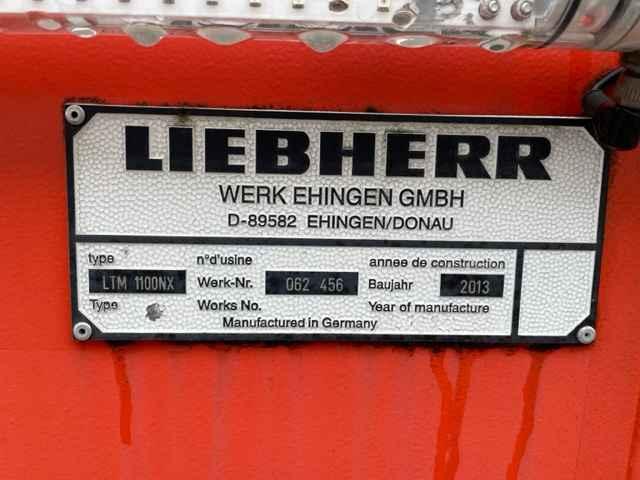 LIEBHERR
WERK EHINGEN GMBH
D-89582 EHINGEN/DONAU
type n°d'usine annee de construction
LTM 1100NX Werk-Nr. 062 456 Baujahr 2013
Type Works No. Year of manufacture
Manufactured in Germany